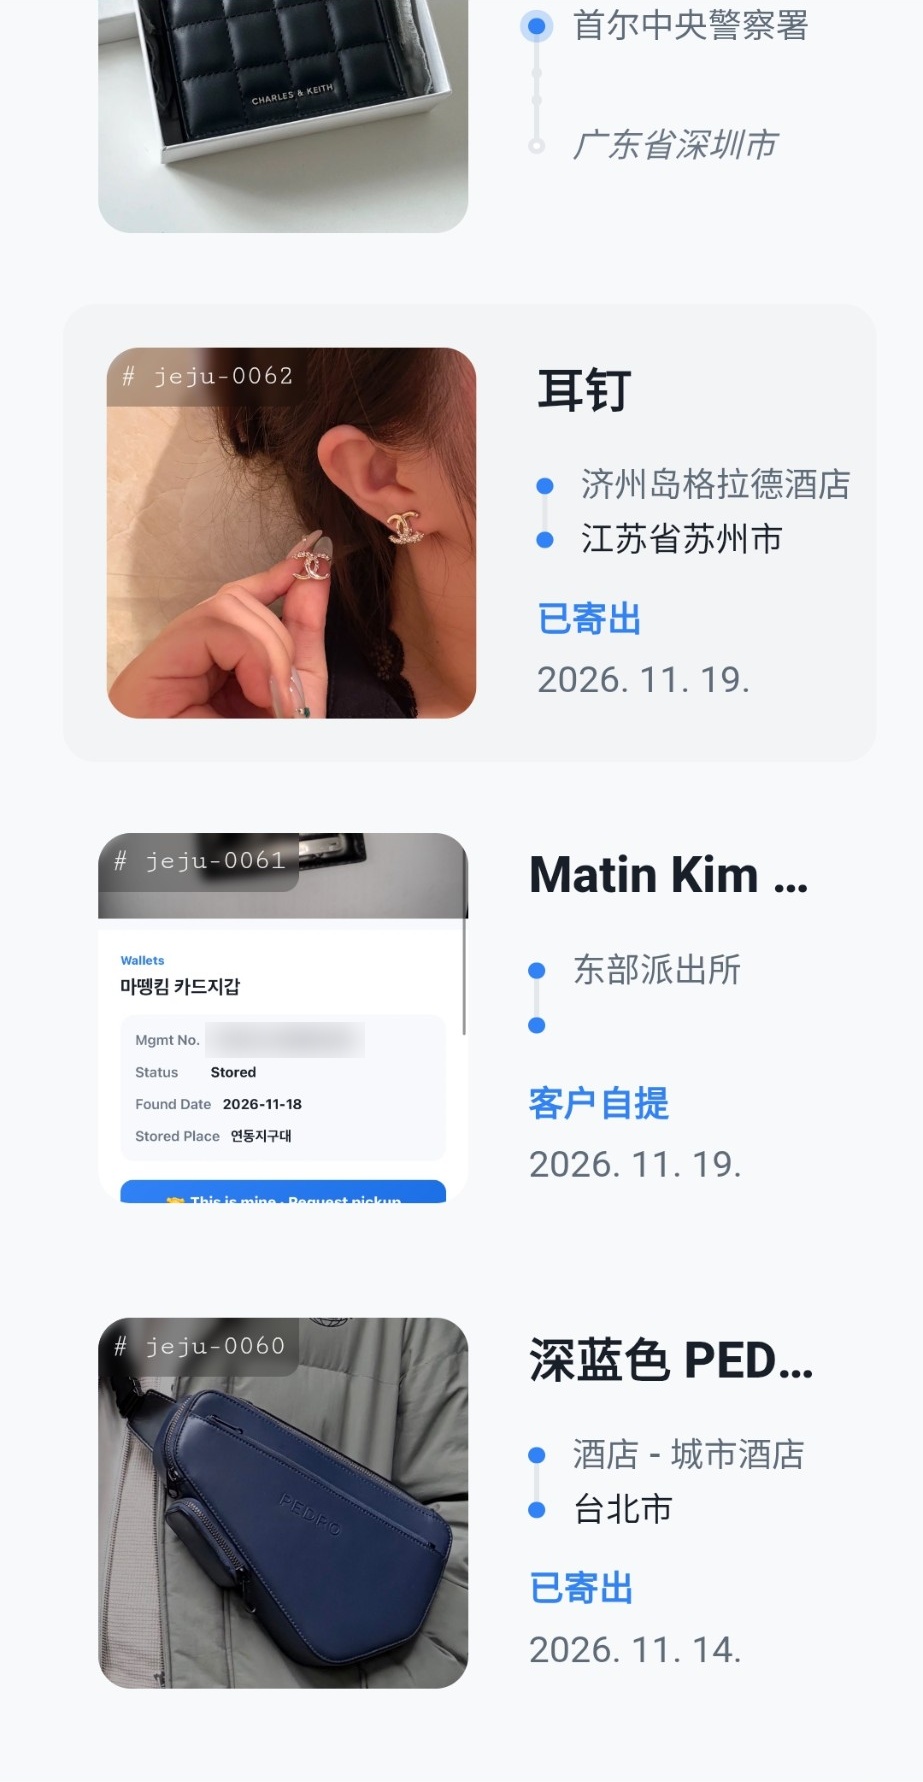 CHARLES & KEITH
首尔中央警察署
广东省深圳市
# jeju-0062
耳钉
济州岛格拉德酒店
江苏省苏州市
已寄出
2026. 11. 19.
# jeju-0061
Matin Kim ...
东部派出所
Wallets
마뗑킴 카드지갑
Mgmt No.
Status Stored
Found Date 2026-11-18
Stored Place 연동지구대
This is mine · Request pickup
客户自提
2026. 11. 19.
# jeju-0060
深蓝色 PED...
PEDRO
酒店 - 城市酒店
台北市
已寄出
2026. 11. 14.